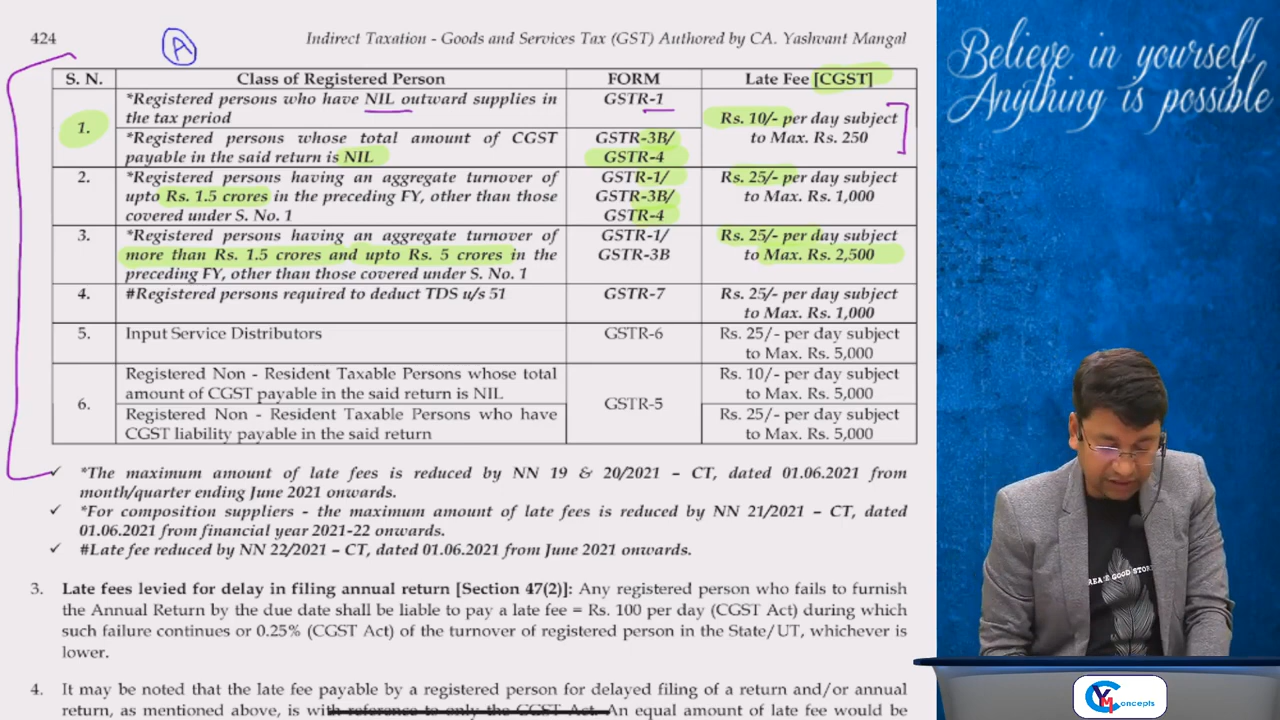 424
A
Indirect Taxation - Goods and Services Tax (GST) Authored by CA. Yashvant Mangal
S. N. Class of Registered Person FORM Late Fee [CGST]
1. *Registered persons who have NIL outward supplies in the tax period GSTR-1 Rs. 10/- per day subject to Max. Rs. 250
*Registered persons whose total amount of CGST payable in the said return is NIL GSTR-3B/ GSTR-4
2. *Registered persons having an aggregate turnover of upto Rs. 1.5 crores in the preceding FY, other than those covered under S. No. 1 GSTR-1/ GSTR-3B/ GSTR-4 Rs. 25/- per day subject to Max. Rs. 1,000
3. *Registered persons having an aggregate turnover of more than Rs. 1.5 crores and upto Rs. 5 crores in the preceding FY, other than those covered under S. No. 1 GSTR-1/ GSTR-3B Rs. 25/- per day subject to Max. Rs. 2,500
4. #Registered persons required to deduct TDS u/s 51 GSTR-7 Rs. 25/- per day subject to Max. Rs. 1,000
5. Input Service Distributors GSTR-6 Rs. 25/- per day subject to Max. Rs. 5,000
6. Registered Non - Resident Taxable Persons whose total amount of CGST payable in the said return is NIL GSTR-5 Rs. 10/- per day subject to Max. Rs. 5,000
Registered Non - Resident Taxable Persons who have CGST liability payable in the said return Rs. 25/- per day subject to Max. Rs. 5,000
✓ *The maximum amount of late fees is reduced by NN 19 & 20/2021 – CT, dated 01.06.2021 from
month/quarter ending June 2021 onwards.
✓ *For composition suppliers - the maximum amount of late fees is reduced by NN 21/2021 – CT, dated
01.06.2021 from financial year 2021-22 onwards.
✓ #Late fee reduced by NN 22/2021 – CT, dated 01.06.2021 from June 2021 onwards.
3. Late fees levied for delay in filing annual return [Section 47(2)]: Any registered person who fails to furnish
the Annual Return by the due date shall be liable to pay a late fee = Rs. 100 per day (CGST Act) during which
such failure continues or 0.25% (CGST Act) of the turnover of registered person in the State/UT, whichever is
lower.
4. It may be noted that the late fee payable by a registered person for delayed filing of a return and/or annual
return, as mentioned above, is with reference to only the CGST Act. An equal amount of late fee would be
Believe in yourself
Anything is possible
CREATE GOOD STORY
YM Concepts